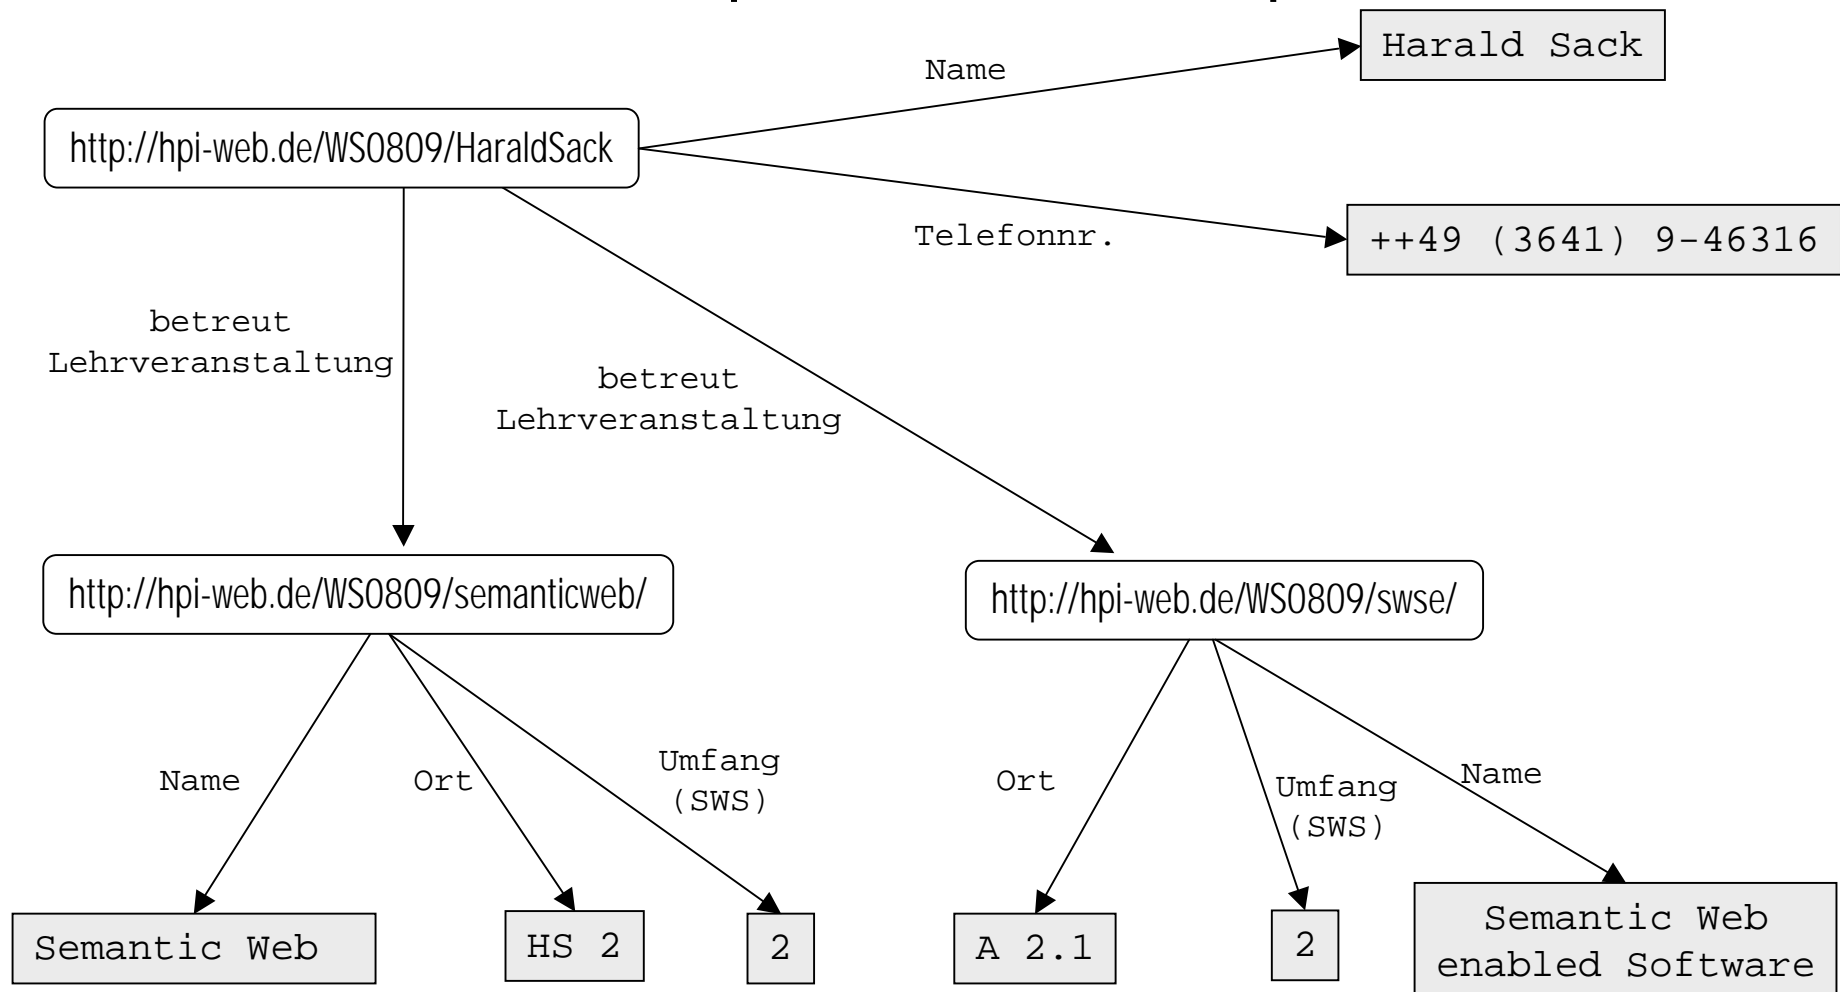 Harald Sack
Name
http://hpi-web.de/WS0809/HaraldSack
Telefonnr.
++49 (3641) 9-46316
betreut
Lehrveranstaltung
betreut
Lehrveranstaltung
http://hpi-web.de/WS0809/semanticweb/
http://hpi-web.de/WS0809/swse/
Name
Ort
Umfang
(SWS)
Ort
Umfang
(SWS)
Name
Semantic Web
HS 2
2
A 2.1
2
Semantic Web
enabled Software